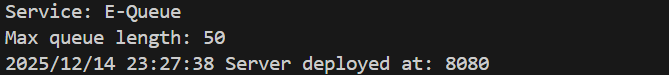 Service: E-Queue
Max queue length: 50
2025/12/14 23:27:38 Server deployed at: 8080